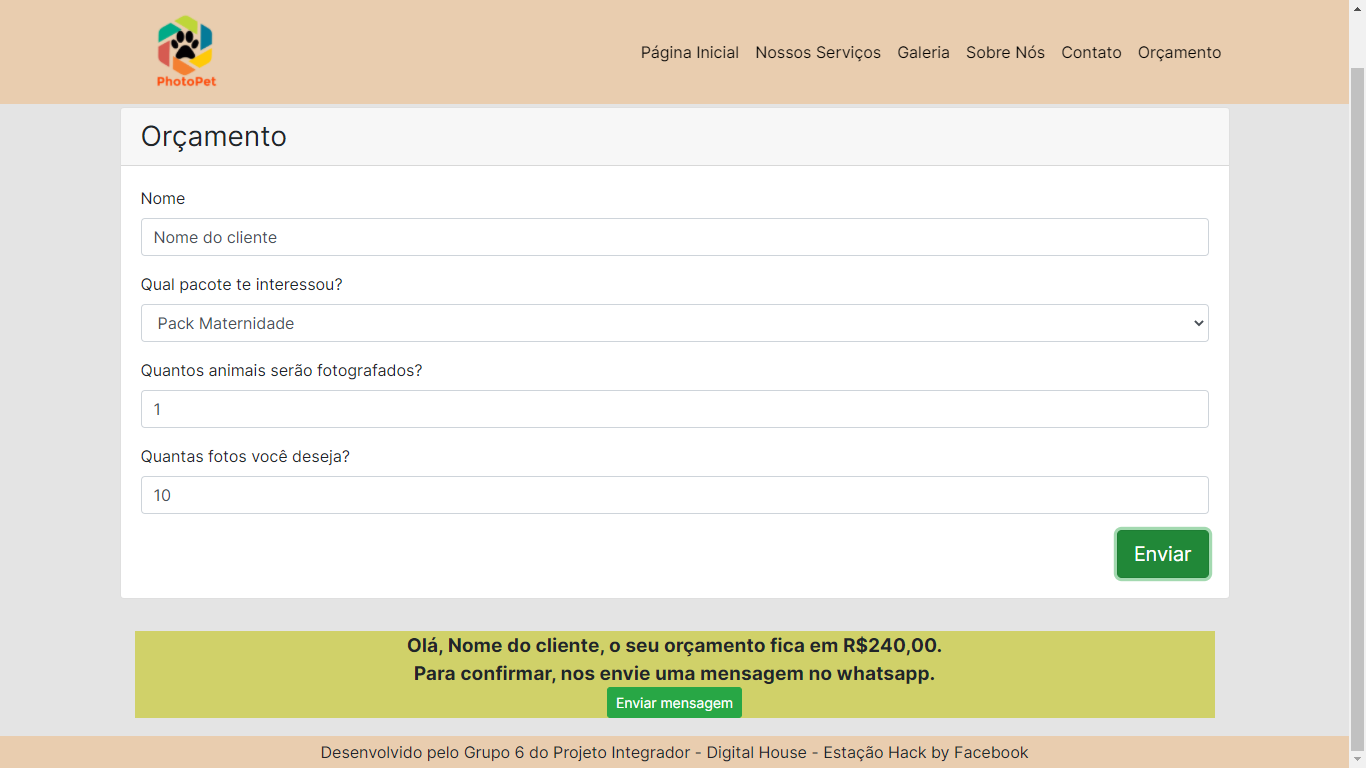 PhotoPet
Página Inicial Nossos Serviços Galeria Sobre Nós Contato Orçamento
Orçamento
Nome
Nome do cliente
Qual pacote te interessou?
Pack Maternidade
Quantos animais serão fotografados?
1
Quantas fotos você deseja?
10
Enviar
Olá, Nome do cliente, o seu orçamento fica em R$240,00.
Para confirmar, nos envie uma mensagem no whatsapp.
Enviar mensagem
Desenvolvido pelo Grupo 6 do Projeto Integrador - Digital House - Estação Hack by Facebook